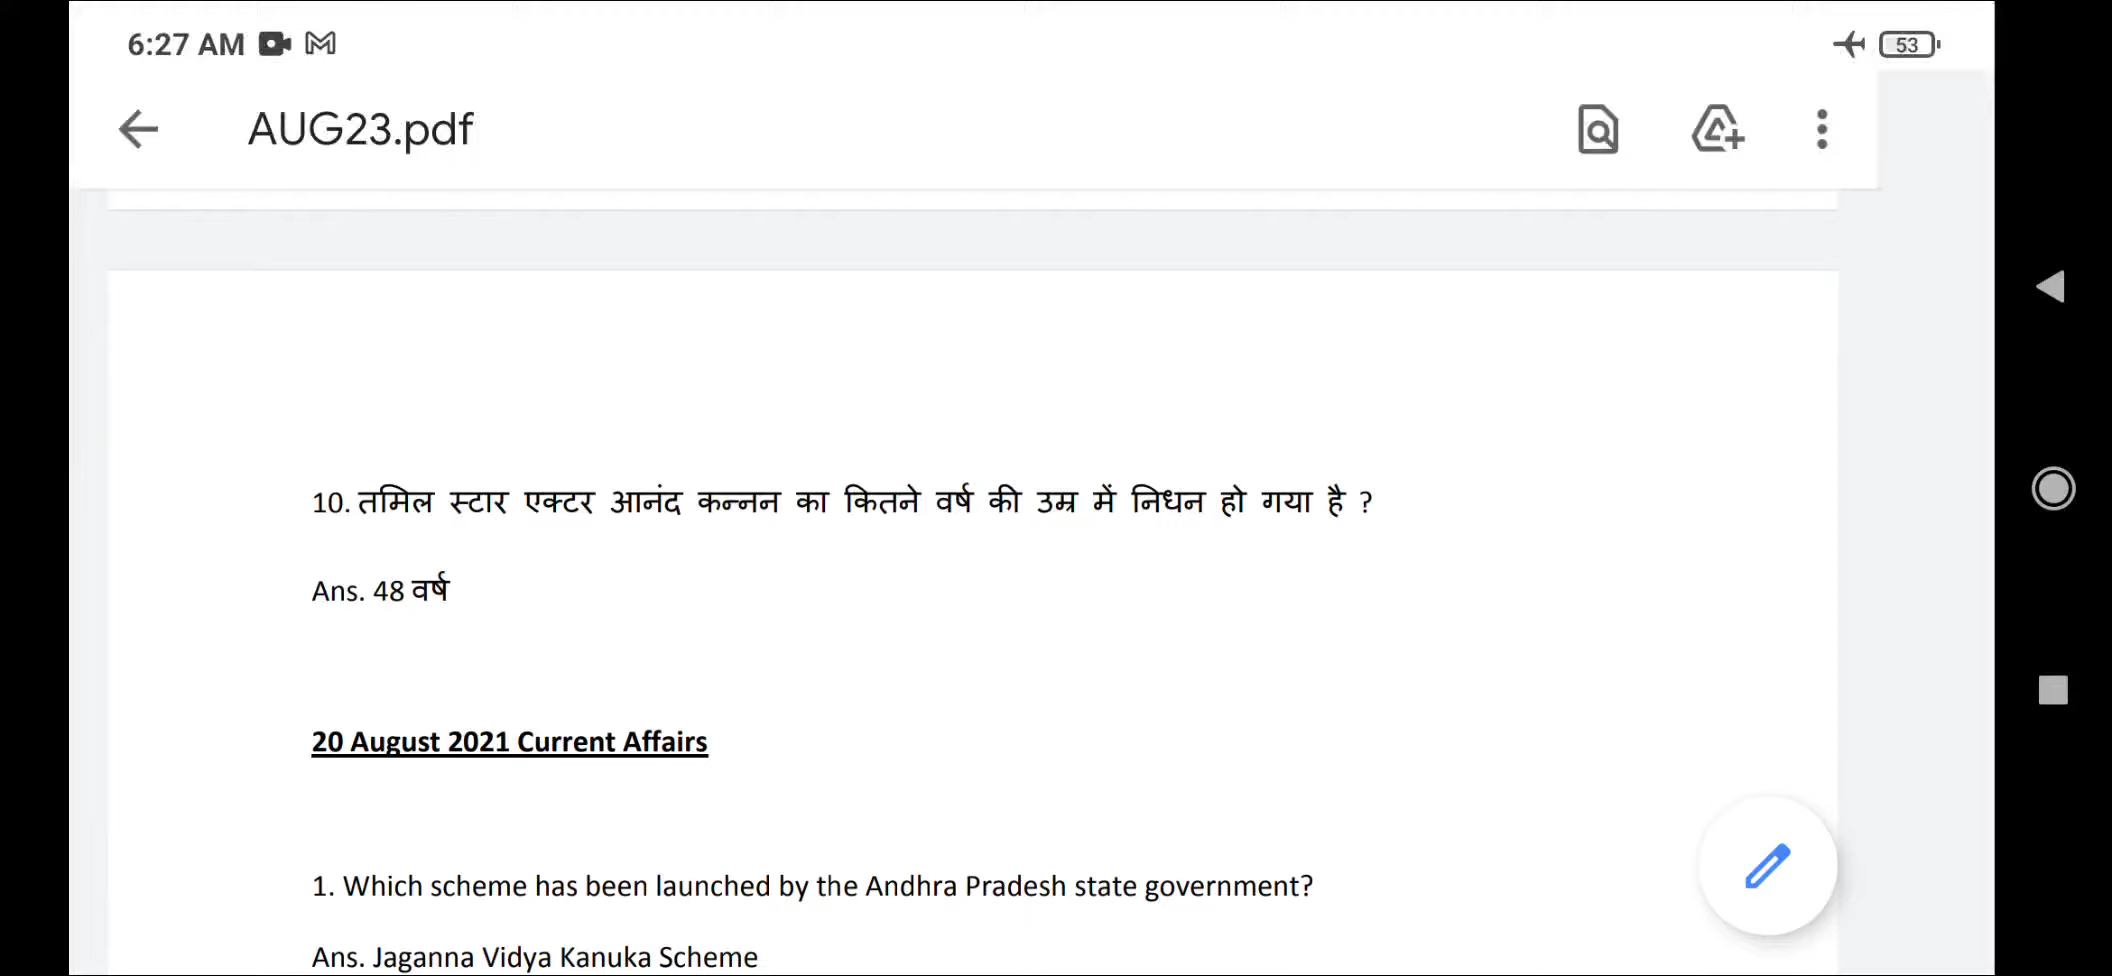 6:27 AM
53
AUG23.pdf
10. तमिल स्टार एक्टर आनंद कन्नन का कितने वर्ष की उम्र में निधन हो गया है ?
Ans. 48 वर्ष
20 August 2021 Current Affairs
1. Which scheme has been launched by the Andhra Pradesh state government?
Ans. Jaganna Vidya Kanuka Scheme